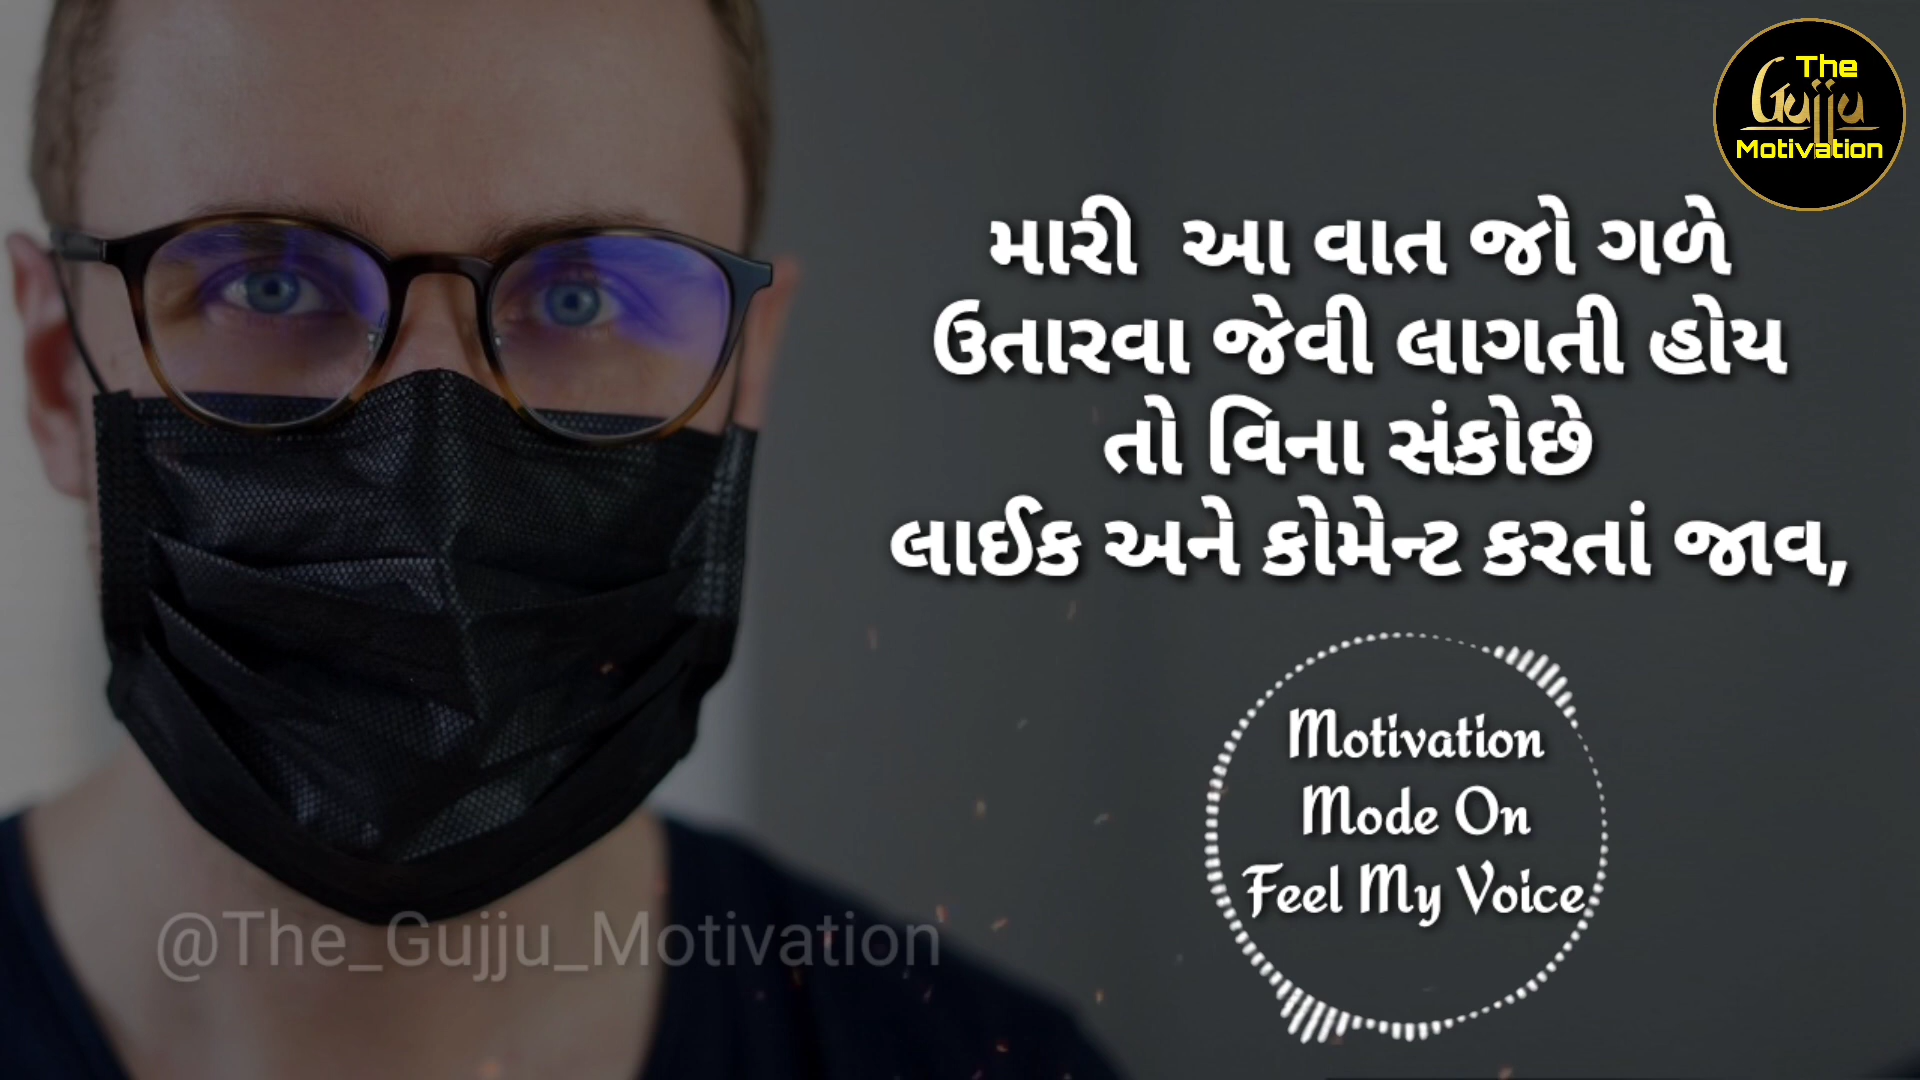 The
Gujju
Motivation
મારી આ વાત જો ગળે
ઉતારવા જેવી લાગતી હોય
તો વિના સંકોછે
લાઈક અને કોમેન્ટ કરતાં જાવ,
Motivation
Mode On
Feel My Voice
@The_Gujju_Motivation